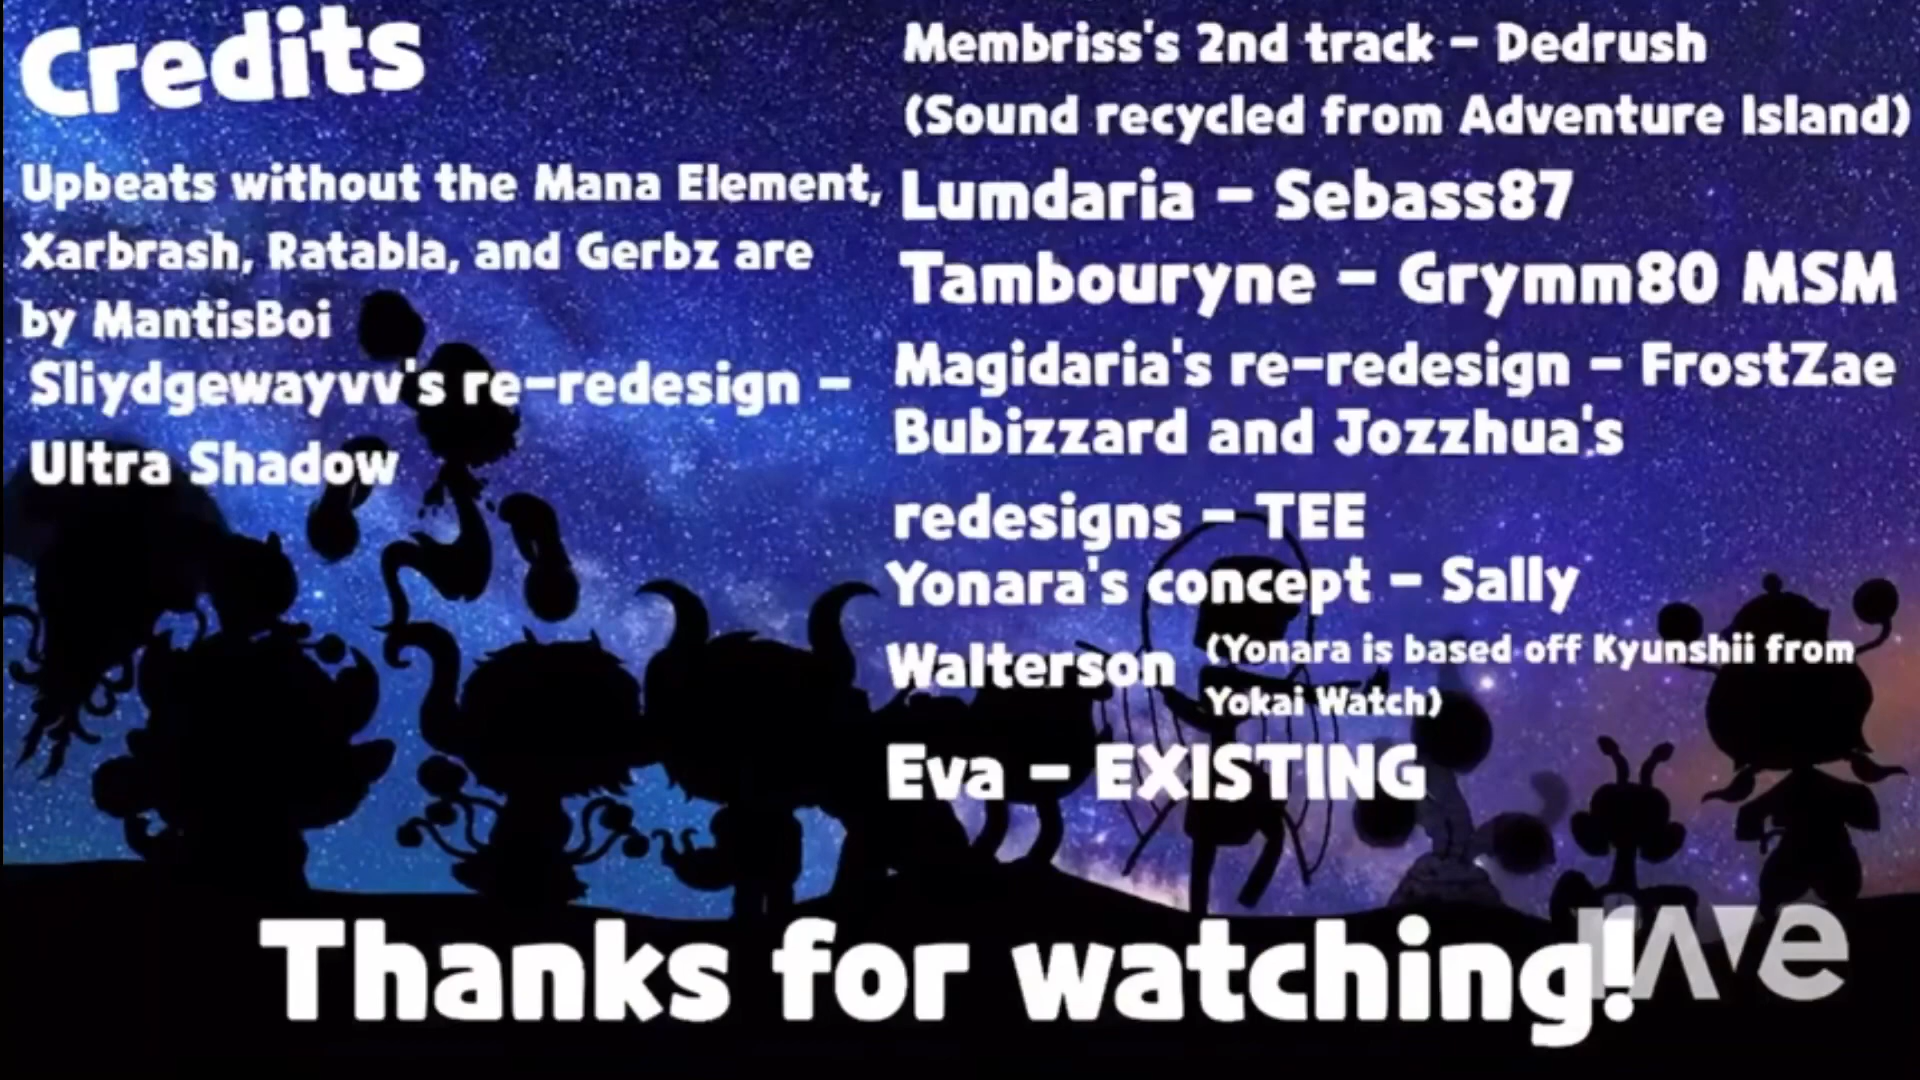 Credits
Upbeats without the Mana Element,
Xarbrash, Ratabla, and Gerbz are
by MantisBoi
Sliydgewayvv's re-redesign -
Ultra Shadow
Membriss's 2nd track - Dedrush
(Sound recycled from Adventure Island)
Lumdaria - Sebass87
Tambouryne - Grymm80 MSM
Magidaria's re-redesign - FrostZae
Bubizzard and Jozzhua's
redesigns - TEE
Yonara's concept - Sally
Walterson
(Yonara is based off Kyunshii from
Yokai Watch)
Eva - EXISTING
Thanks for watching!
rave